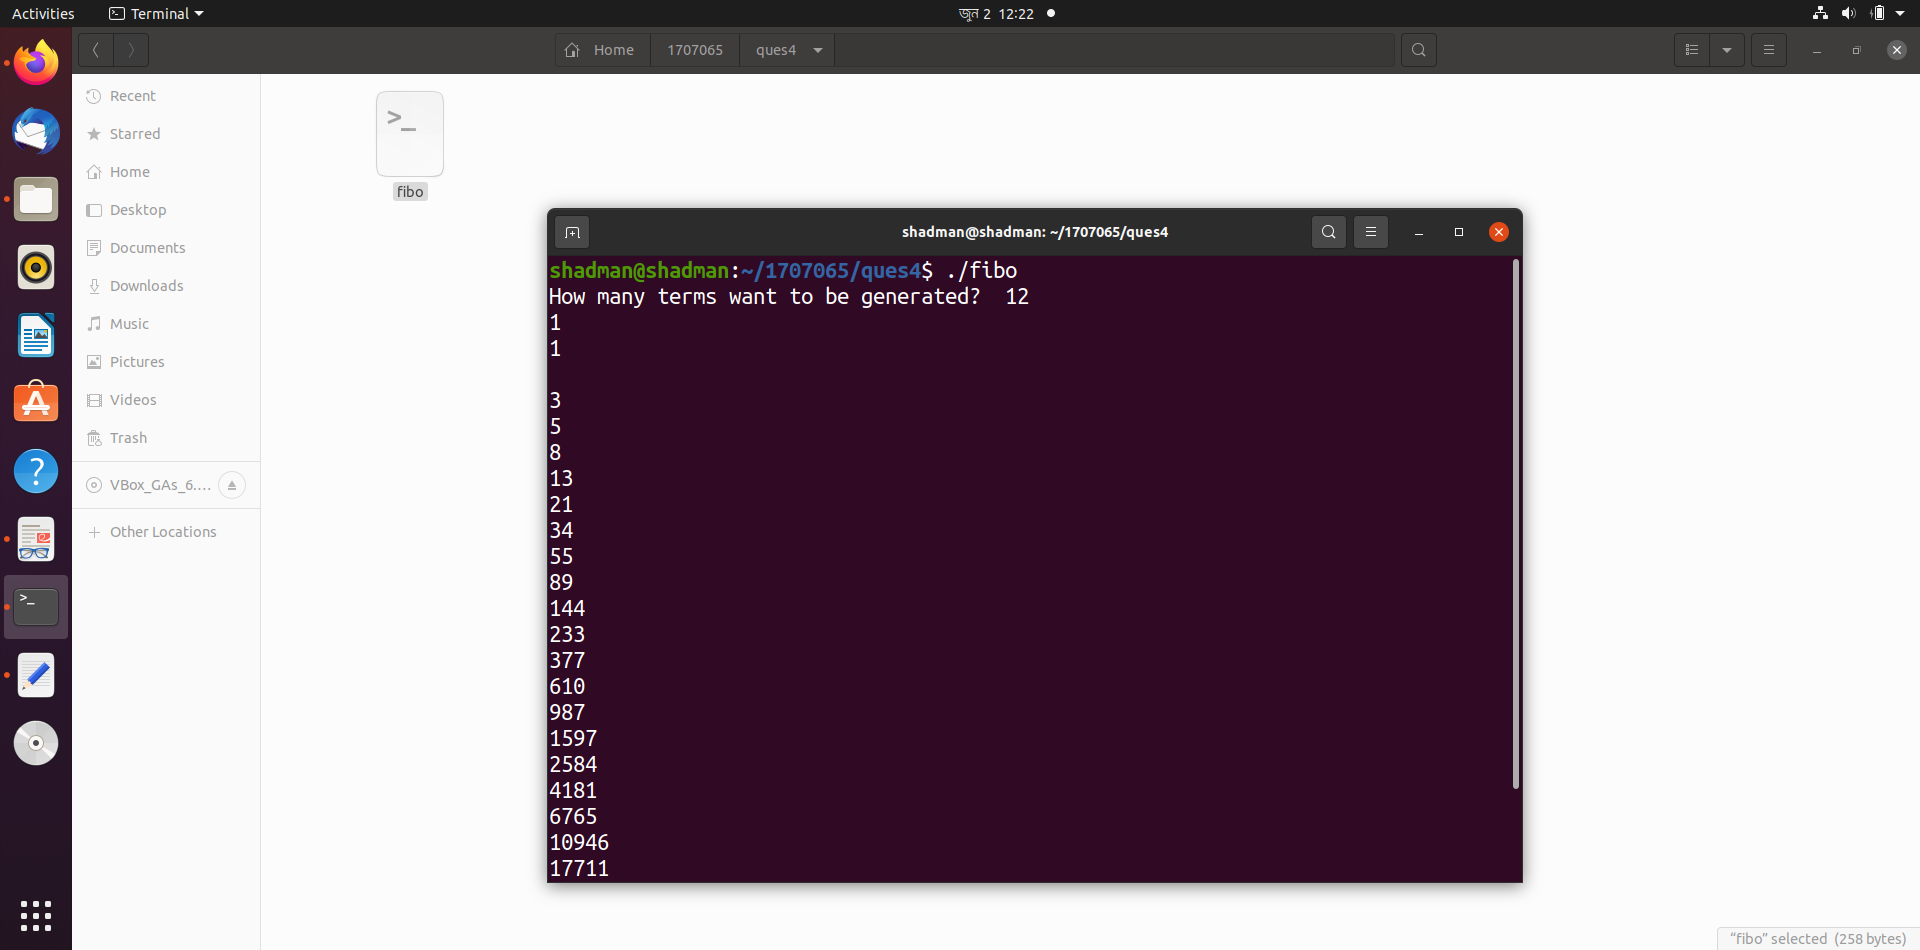 Activities
Terminal
জুন 2 12:22
Home
1707065
ques4
Recent
Starred
Home
Desktop
Documents
Downloads
Music
Pictures
Videos
Trash
VBox_GAs_6....
Other Locations
>_
fibo
shadman@shadman: ~/1707065/ques4
shadman@shadman:~/1707065/ques4$ ./fibo
How many terms want to be generated?  12
1
1

3
5
8
13
21
34
55
89
144
233
377
610
987
1597
2584
4181
6765
10946
17711
"fibo" selected (258 bytes)